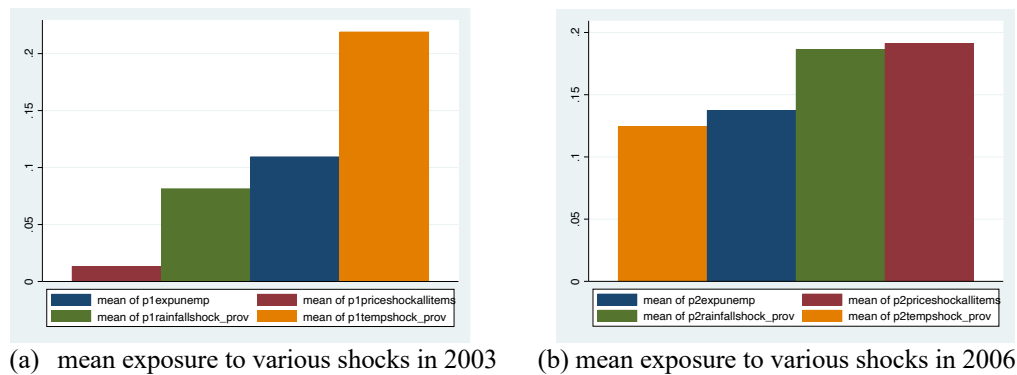 .2
.15
.1
.05
0
mean of p1expunemp
mean of p1priceshockallitems
mean of p1rainfallshock_prov
mean of p1tempshock_prov
(a) mean exposure to various shocks in 2003
.2
.15
.1
.05
0
mean of p2expunemp
mean of p2priceshockallitems
mean of p2rainfallshock_prov
mean of p2tempshock_prov
(b) mean exposure to various shocks in 2006